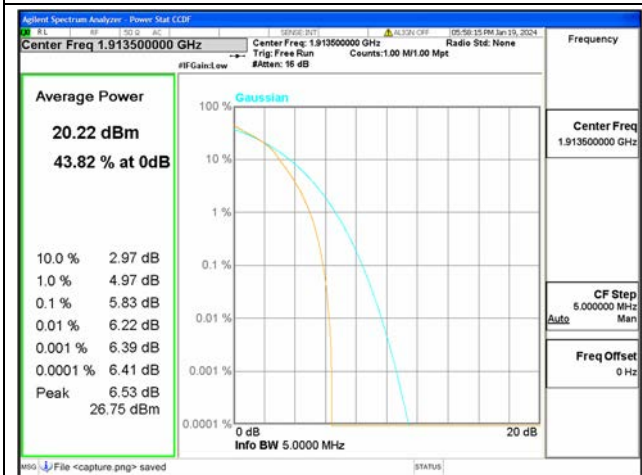 Agilent Spectrum Analyzer - Power Stat CCDF
RL RF 50 Ω AC SENSE:INT ALIGN OFF 05:58:15 PM Jan 19, 2024
Center Freq 1.913500000 GHz
Center Freq: 1.913500000 GHz Radio Std: None
Trig: Free Run Counts:1.00 M/1.00 Mpt
#IFGain:Low #Atten: 16 dB
Frequency
Average Power
20.22 dBm
43.82 % at 0dB
10.0 % 2.97 dB
1.0 % 4.97 dB
0.1 % 5.83 dB
0.01 % 6.22 dB
0.001 % 6.39 dB
0.0001 % 6.41 dB
Peak 6.53 dB
26.75 dBm
Gaussian
100 %
10 %
1 %
0.1 %
0.01 %
0.001 %
0.0001 %
0 dB 20 dB
Info BW 5.0000 MHz
Center Freq
1.913500000 GHz
CF Step
5.000000 MHz
Auto Man
Freq Offset
0 Hz
MSG File <capture.png> saved STATUS